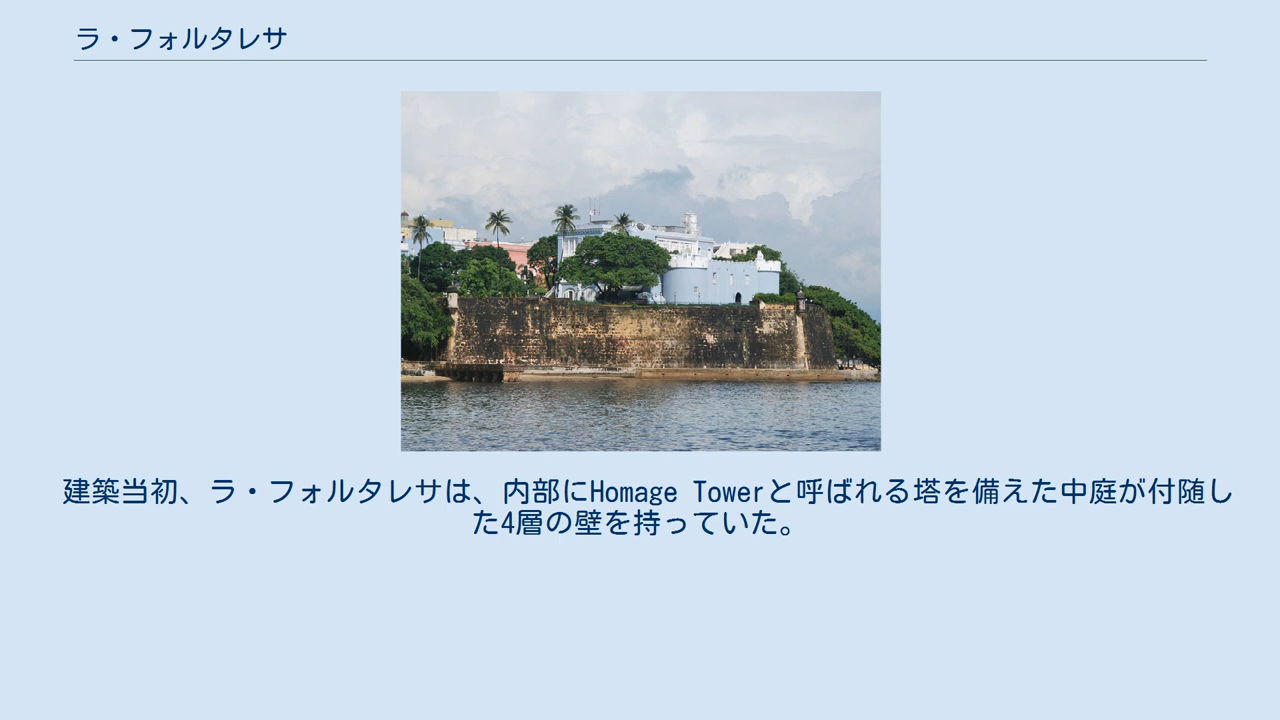 ラ・フォルタレサ
建築当初、ラ・フォルタレサは、内部にHomage Towerと呼ばれる塔を備えた中庭が付随し
た4層の壁を持っていた。